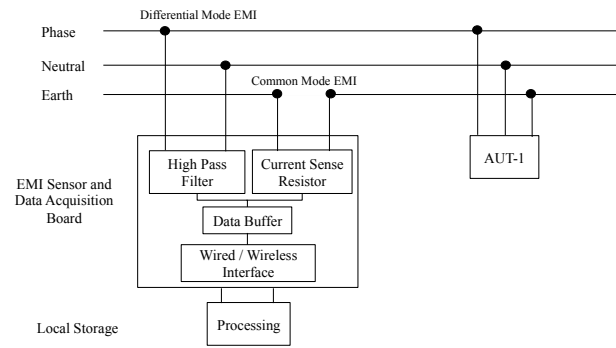 Differential Mode EMI
Phase
Neutral
Common Mode EMI
Earth
High Pass
Filter
Current Sense
Resistor
AUT-1
EMI Sensor and
Data Acquisition
Board
Data Buffer
Wired / Wireless
Interface
Local Storage
Processing